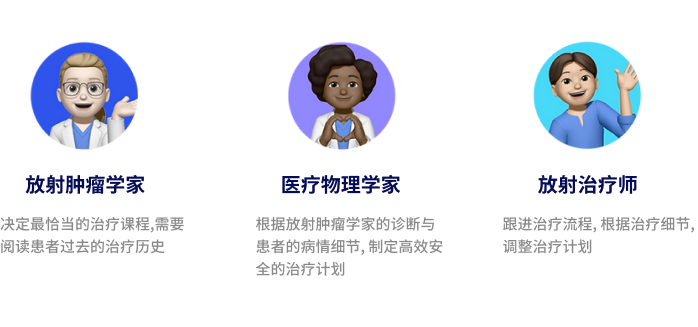 放射肿瘤学家
决定最恰当的治疗课程,需要
阅读患者过去的治疗历史
医疗物理学家
根据放射肿瘤学家的诊断与
患者的病情细节, 制定高效安
全的治疗计划
放射治疗师
跟进治疗流程, 根据治疗细节,
调整治疗计划